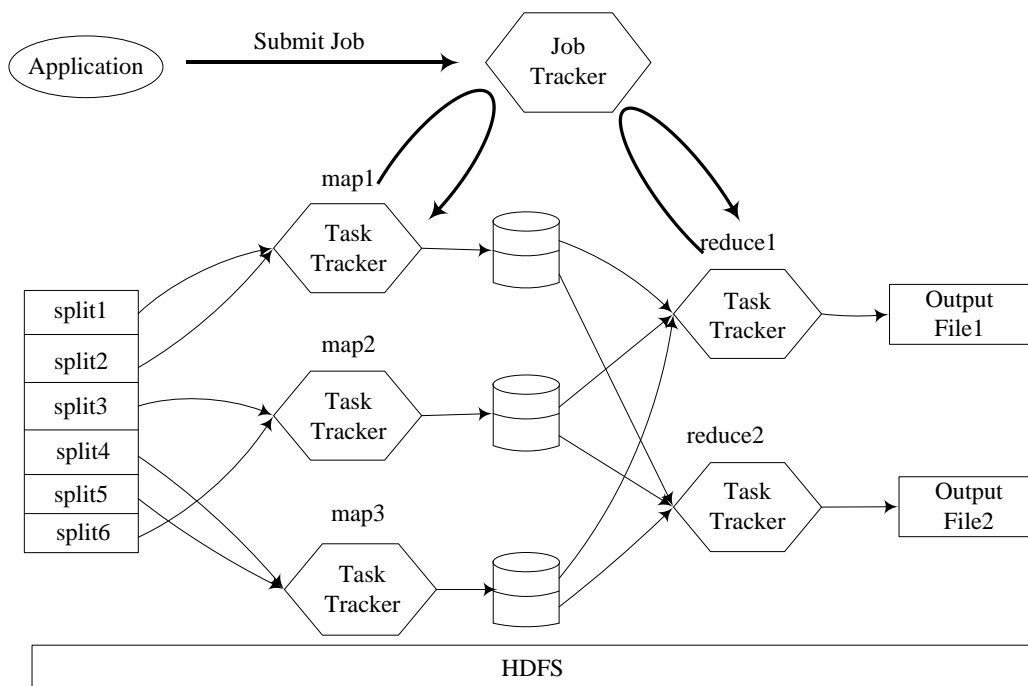 Submit Job
Application
Job
Tracker
map1
Task
Tracker
reduce1
Task
Tracker
Output
File1
split1
split2
split3
split4
split5
split6
map2
Task
Tracker
reduce2
Task
Tracker
Output
File2
map3
Task
Tracker
HDFS